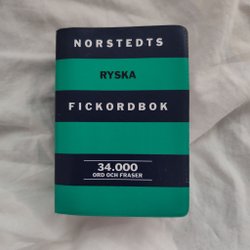 NORSTEDTS
RYSKA
FICKORDBOK
34.000
ORD OCH FRASER